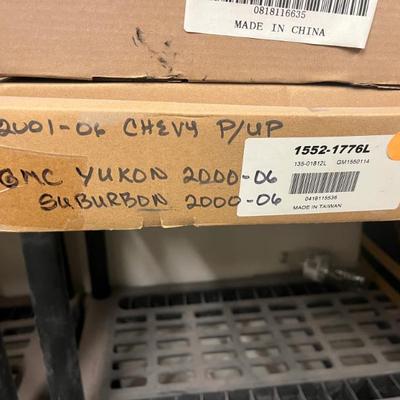 0818116635
MADE IN CHINA
2001-06 CHEVY P/UP
GMC YUKON 2000-06
SUBURBON 2000-06
1552-1776L
135-01812L GM1550114
0418115536
MADE IN TAIWAN